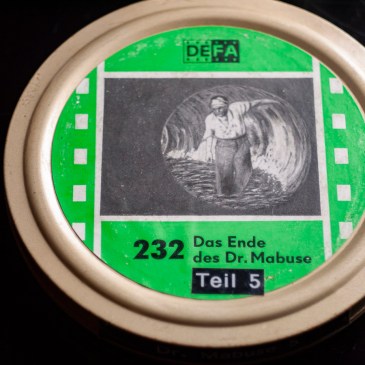 DEFA
232 Das Ende
des Dr. Mabuse
Teil 5